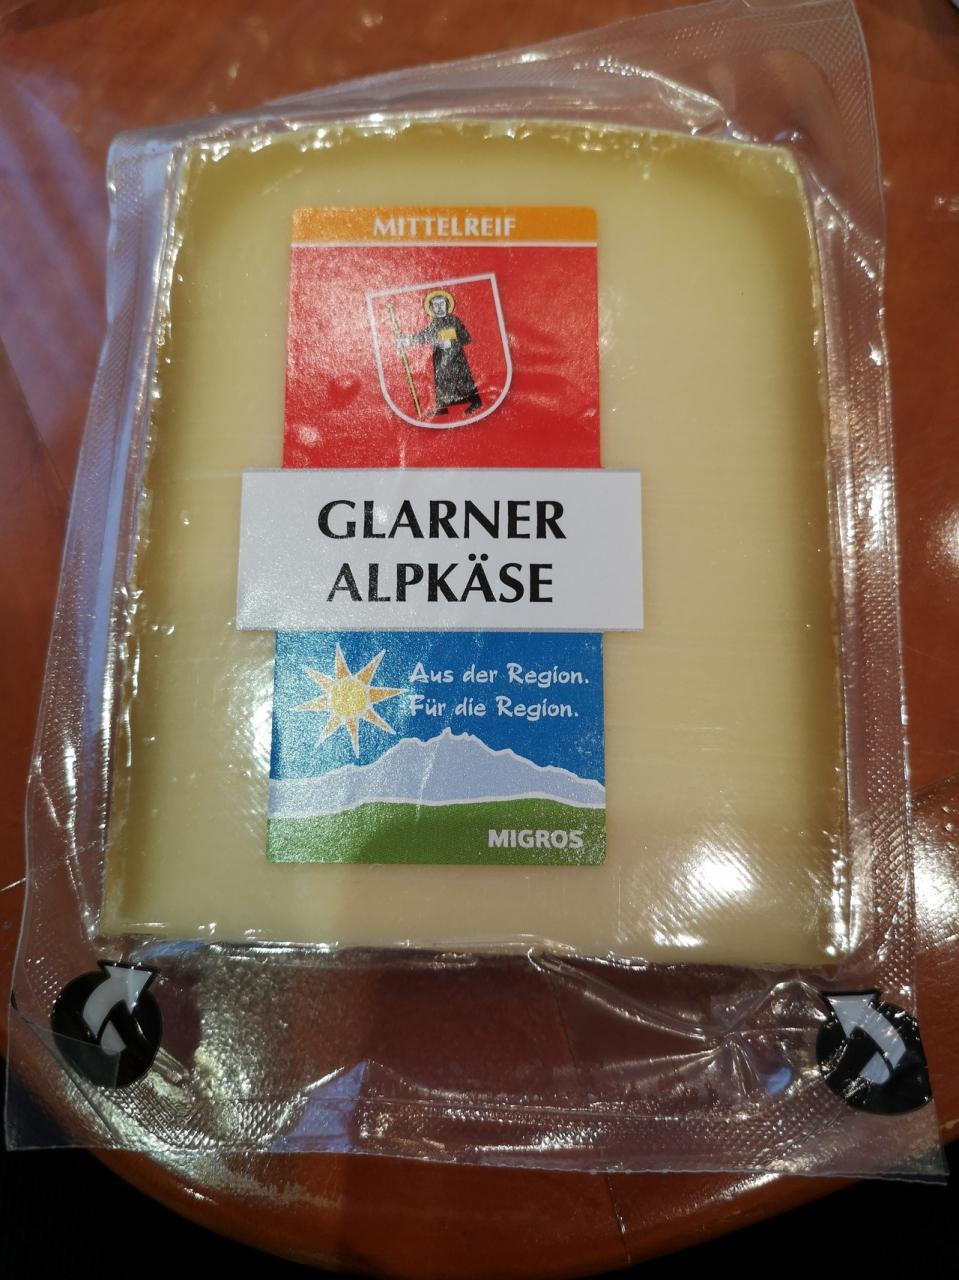 MITTELREIF
GLARNER
ALPKÄSE
Aus der Region.
Für die Region.
MIGROS